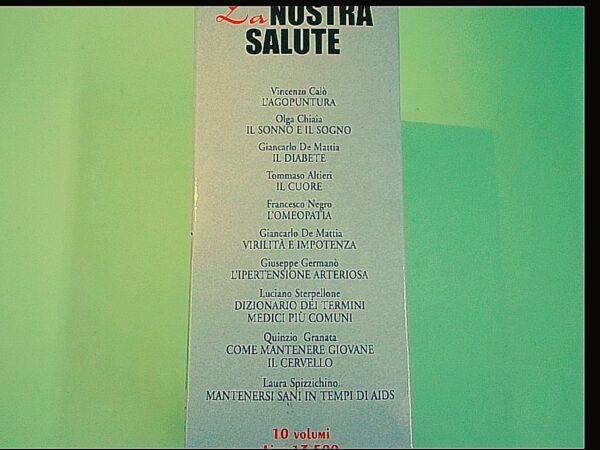 La NOSTRA
SALUTE
Vincenzo Calò
L'AGOPUNTURA
Olga Chiaia
IL SONNO E IL SOGNO
Giancarlo De Mattia
IL DIABETE
Tommaso Altieri
IL CUORE
Francesco Negro
L'OMEOPATIA
Giancarlo De Mattia
VIRILITÀ E IMPOTENZA
Giuseppe Germanò
L'IPERTENSIONE ARTERIOSA
Luciano Sterpellone
DIZIONARIO DEI TERMINI
MEDICI PIÙ COMUNI
Quinzio Granata
COME MANTENERE GIOVANE
IL CERVELLO
Laura Spizzichino
MANTENERSI SANI IN TEMPI DI AIDS
10 VOLUMI